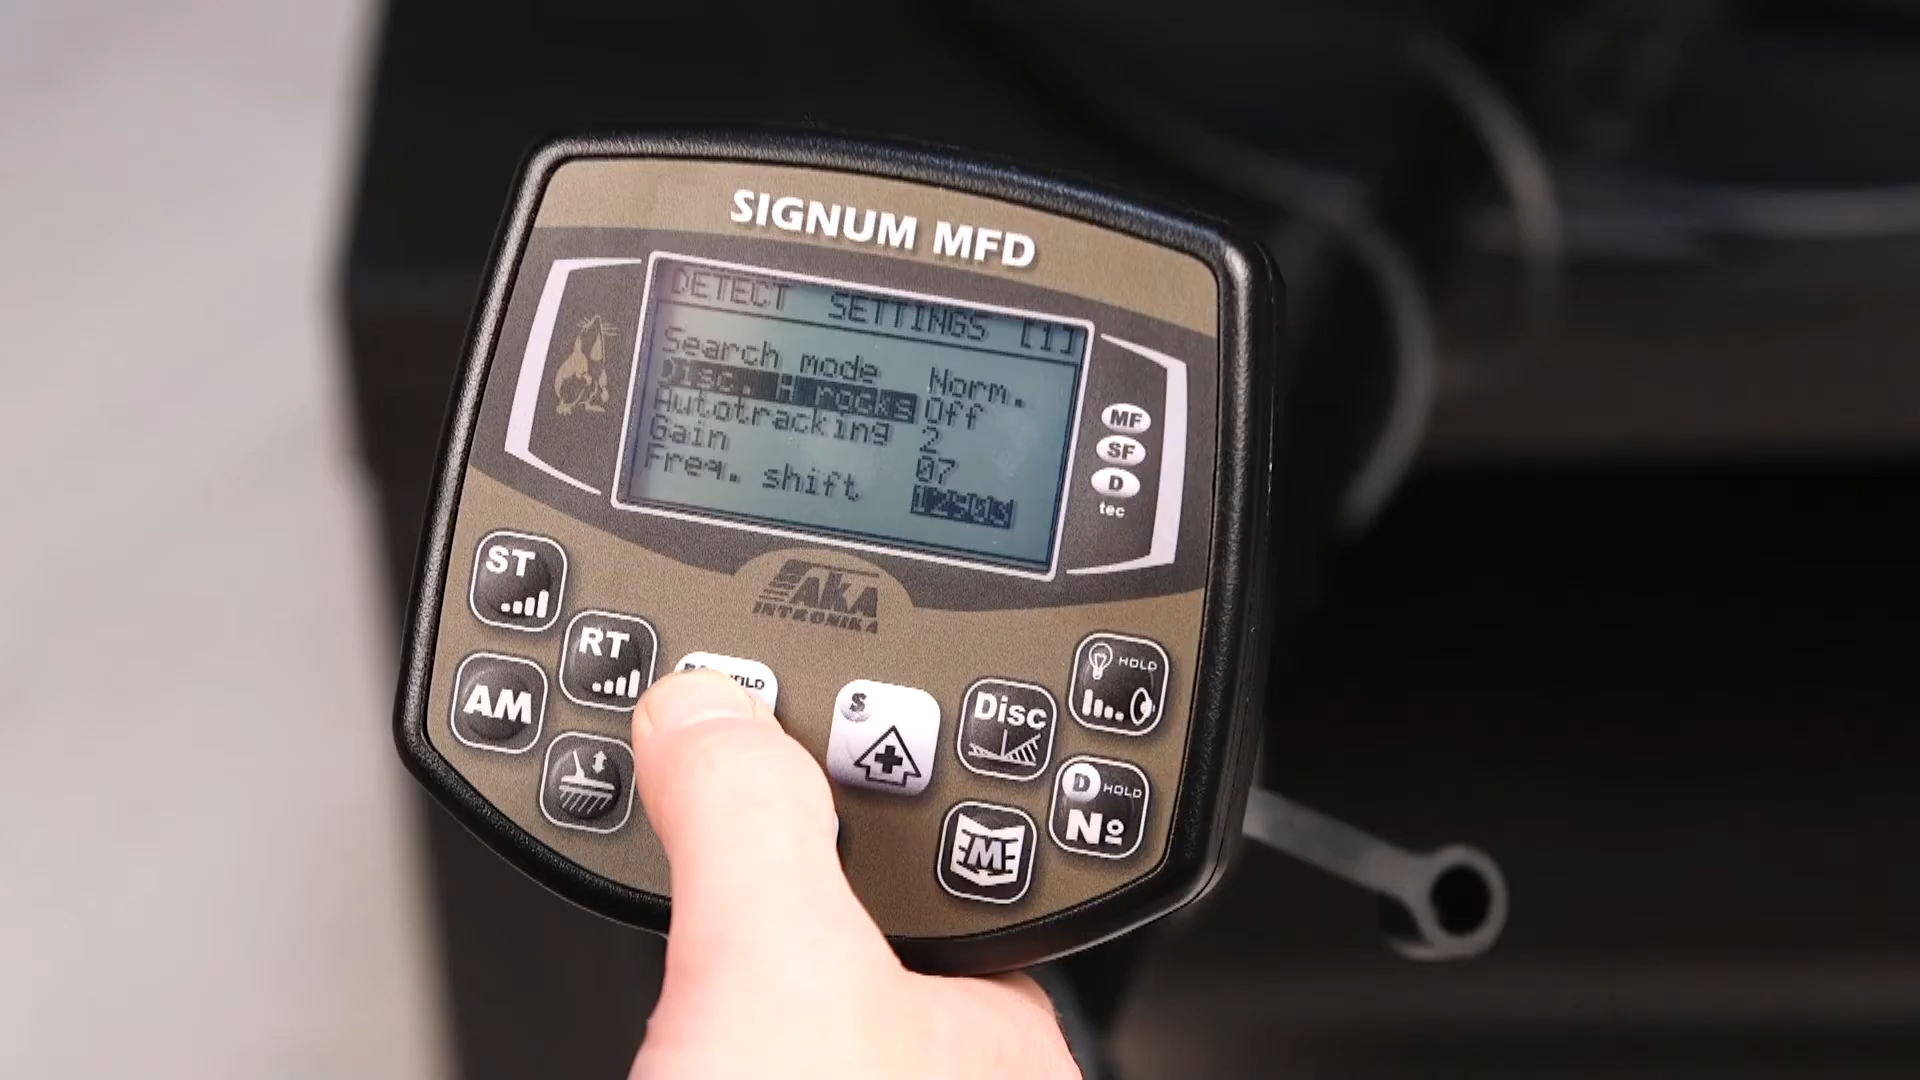 SIGNUM MFD
DETECT SETTINGS [1]
Search mode Norm.
Disc. H rocks Off
Autotracking 2
Gain 07
Freq. shift
MF
SF
D
tec
AKA
INTRONIKA
ST
RT
AM
S
Disc
HOLD
D HOLD
№
M